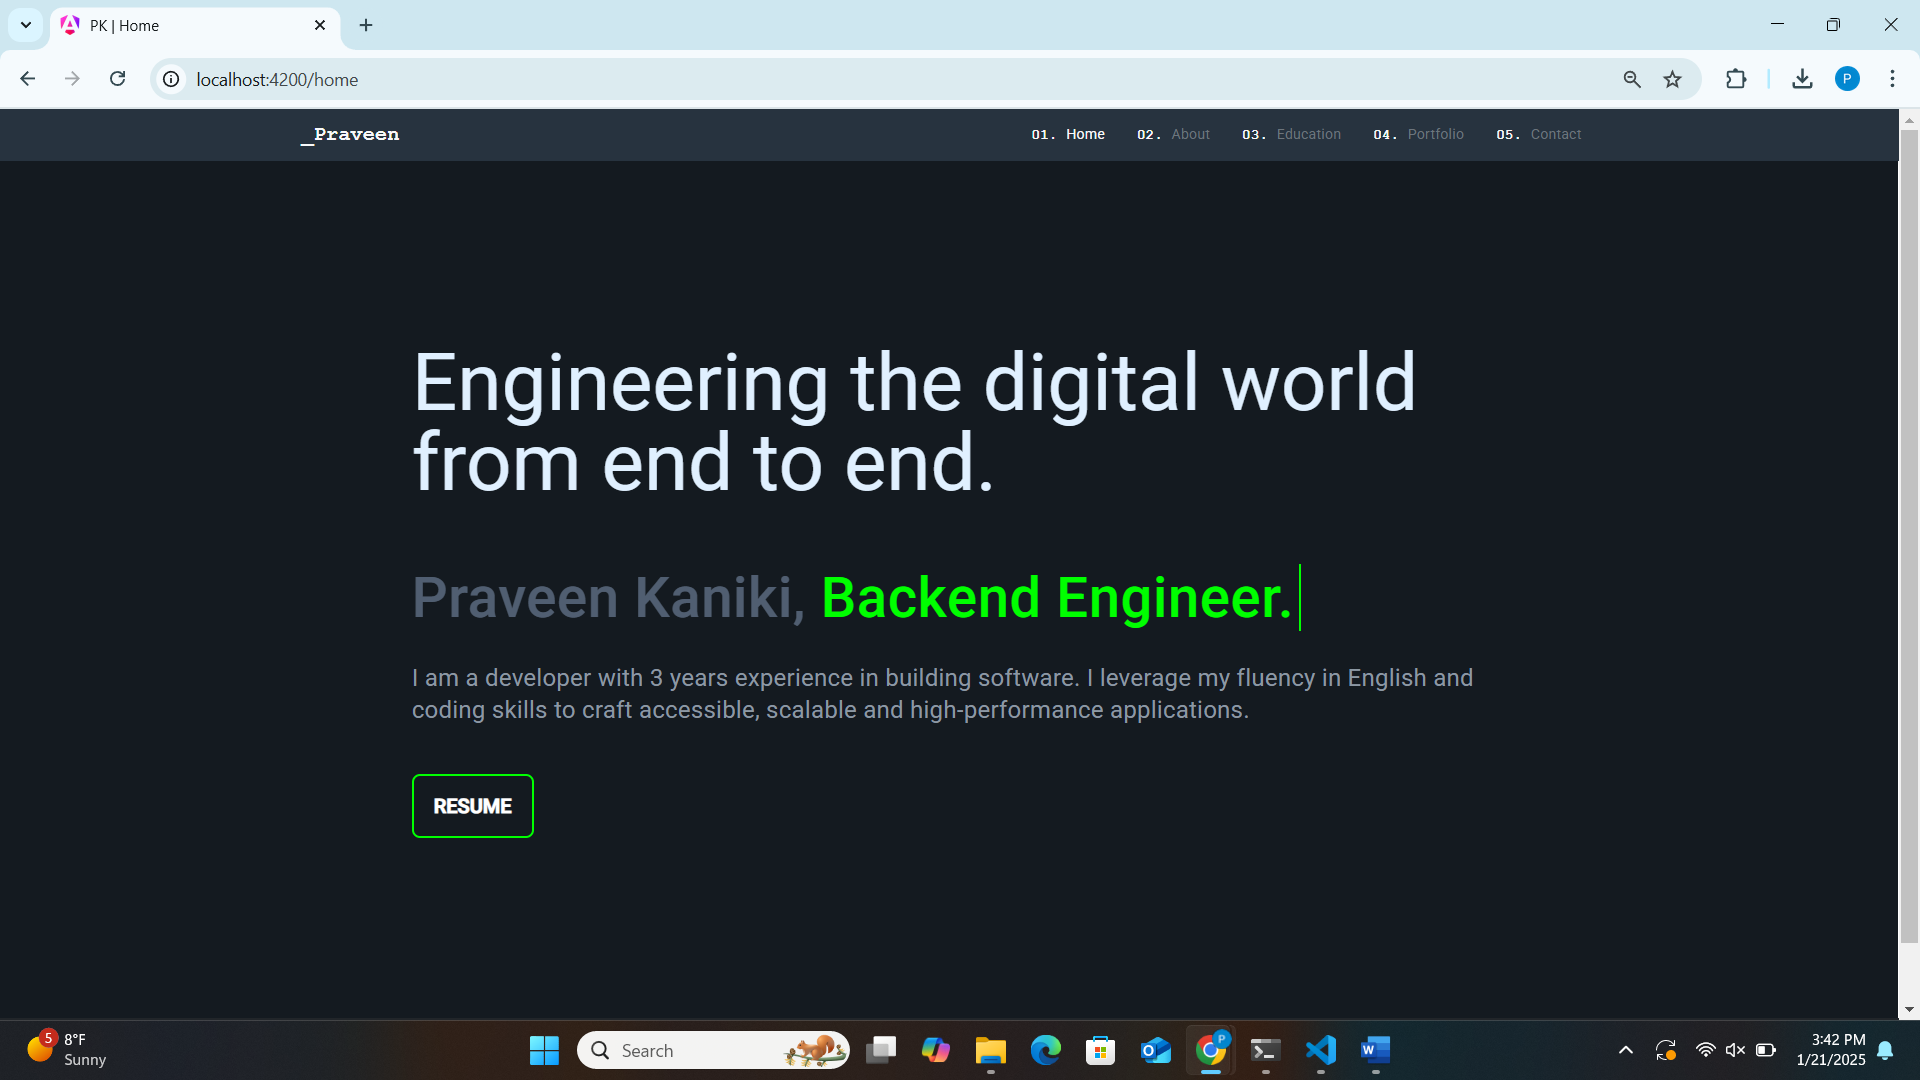 PK | Home
localhost:4200/home
P
_Praveen
01. Home 02. About 03. Education 04. Portfolio 05. Contact
Engineering the digital world
from end to end.
Praveen Kaniki, Backend Engineer.
I am a developer with 3 years experience in building software. I leverage my fluency in English and
coding skills to craft accessible, scalable and high-performance applications.
RESUME
5
8°F
Sunny
Search
P
3:42 PM
1/21/2025